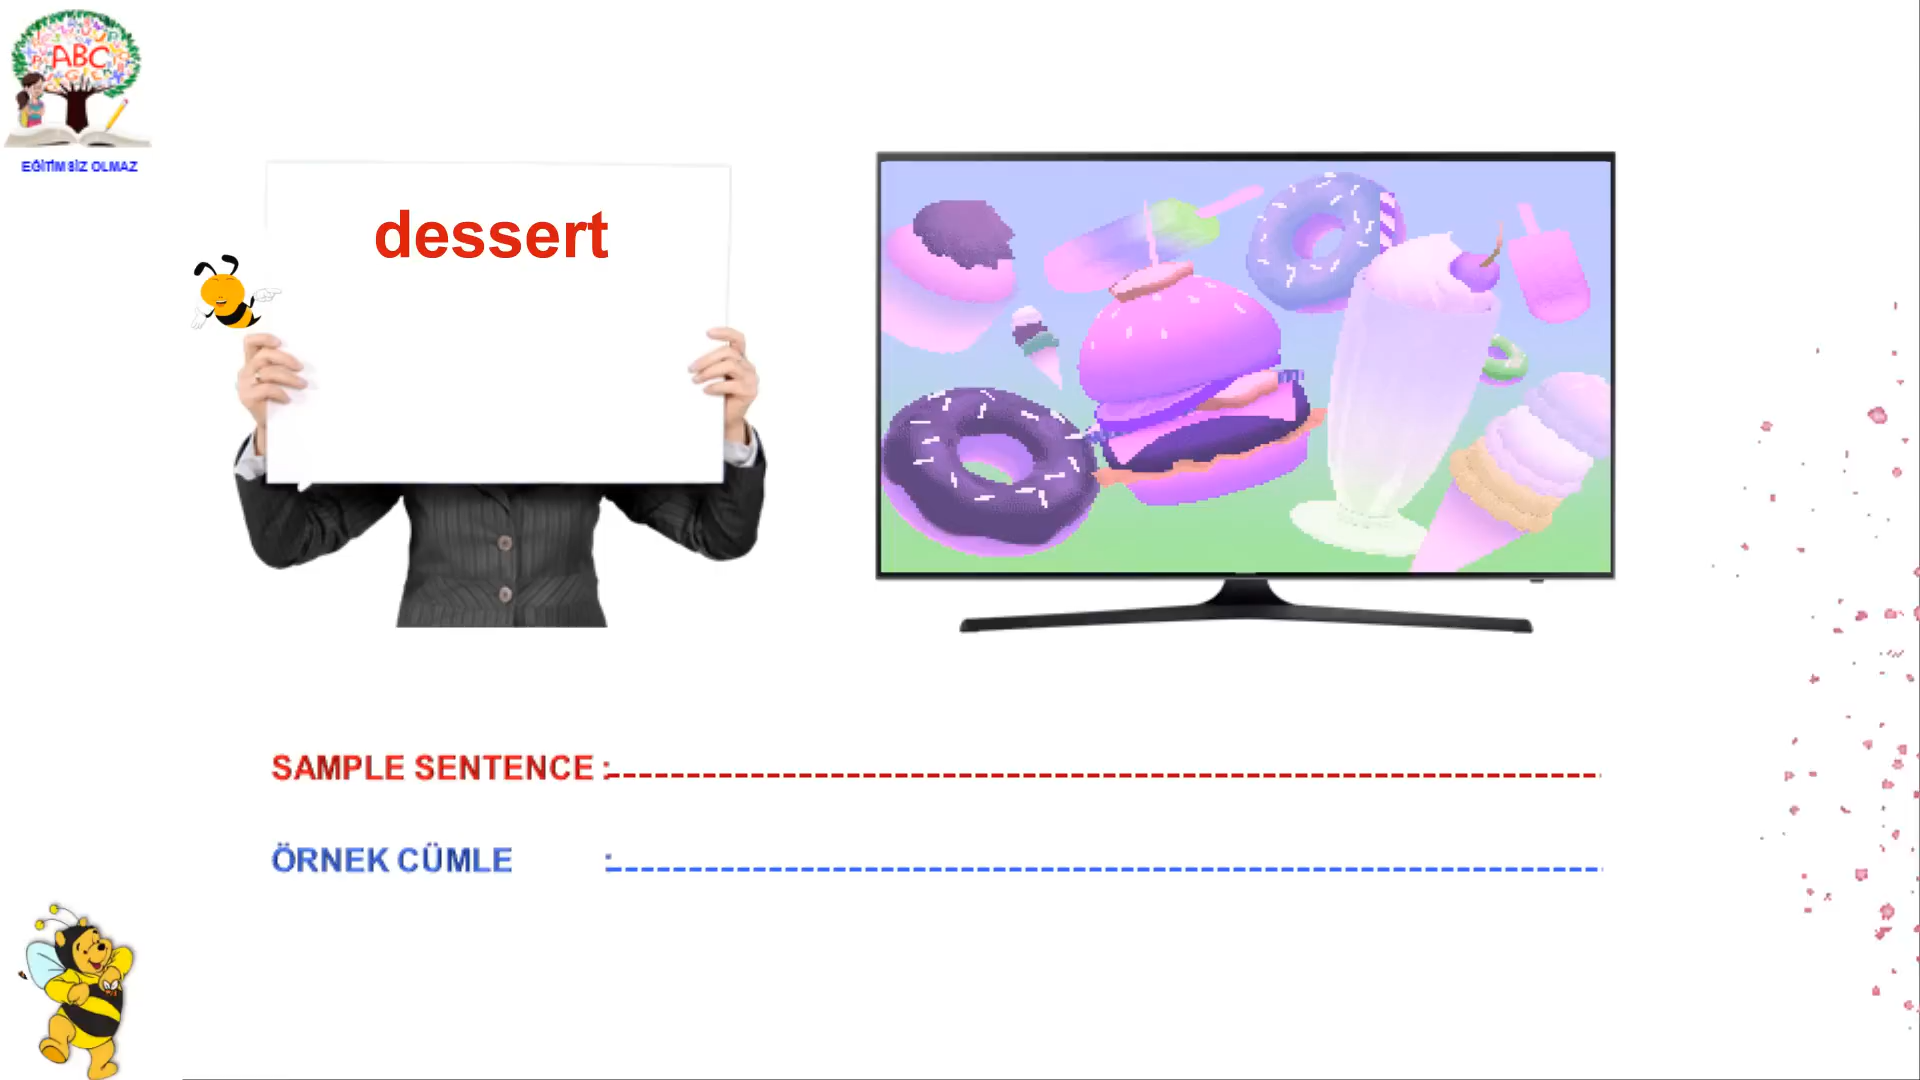 ABC
EĞİTİM SİZ OLMAZ
dessert
SAMPLE SENTENCE :
ÖRNEK CÜMLE :